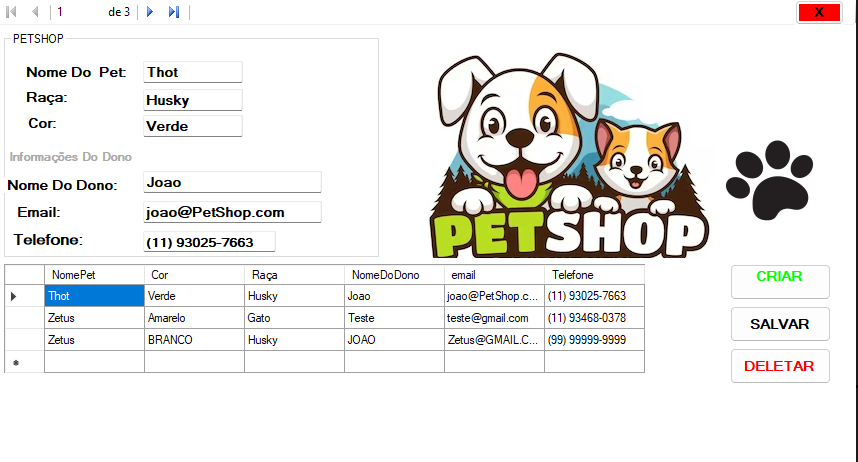 1 de 3 X
PETSHOP
Nome Do Pet: Thot
Raça: Husky
Cor: Verde
Informações Do Dono
Nome Do Dono: Joao
Email: joao@PetShop.com
Telefone: (11) 93025-7663
PETSHOP
NomePet Cor Raça NomeDoDono email Telefone
Thot Verde Husky Joao joao@PetShop.c... (11) 93025-7663
Zetus Amarelo Gato Teste teste@gmail.com (11) 93468-0378
Zetus BRANCO Husky JOAO Zetus@GMAIL.C... (99) 99999-9999
CRIAR
SALVAR
DELETAR